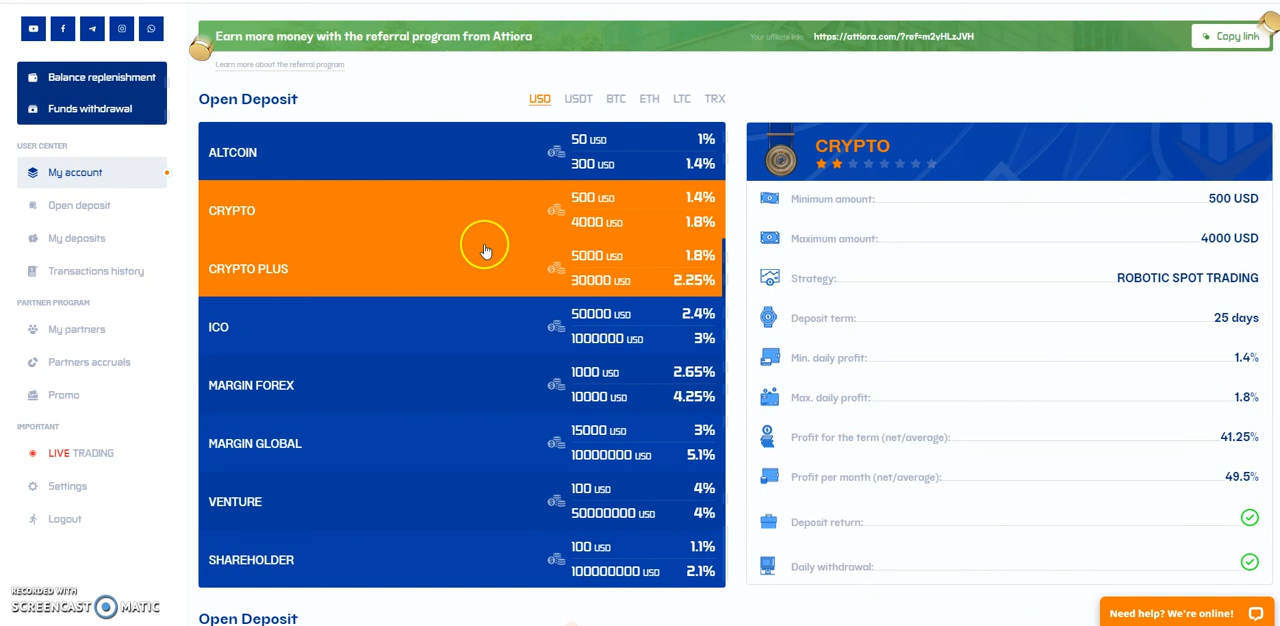 Earn more money with the referral program from Attiora
Your affiliate link: https://attiora.com/?ref=m2vHLzJVH
Copy link
Learn more about the referral program
Balance replenishment
Funds withdrawal
USER CENTER
My account
Open deposit
My deposits
Transactions history
PARTNER PROGRAM
My partners
Partners accruals
Promo
IMPORTANT
LIVE TRADING
Settings
Logout
RECORDED WITH
SCREENCAST MATIC
Open Deposit
USD USDT BTC ETH LTC TRX
ALTCOIN
50 USD 1%
300 USD 1.4%
CRYPTO
500 USD 1.4%
4000 USD 1.8%
CRYPTO PLUS
5000 USD 1.8%
30000 USD 2.25%
ICO
50000 USD 2.4%
1000000 USD 3%
MARGIN FOREX
1000 USD 2.65%
10000 USD 4.25%
MARGIN GLOBAL
15000 USD 3%
10000000 USD 5.1%
VENTURE
100 USD 4%
50000000 USD 4%
SHAREHOLDER
100 USD 1.1%
100000000 USD 2.1%
Open Deposit
CRYPTO
Minimum amount: 500 USD
Maximum amount: 4000 USD
Strategy: ROBOTIC SPOT TRADING
Deposit term: 25 days
Min. daily profit: 1.4%
Max. daily profit: 1.8%
Profit for the term (net/average): 41.25%
Profit per month (net/average): 49.5%
Deposit return:
Daily withdrawal:
Need help? We're online!